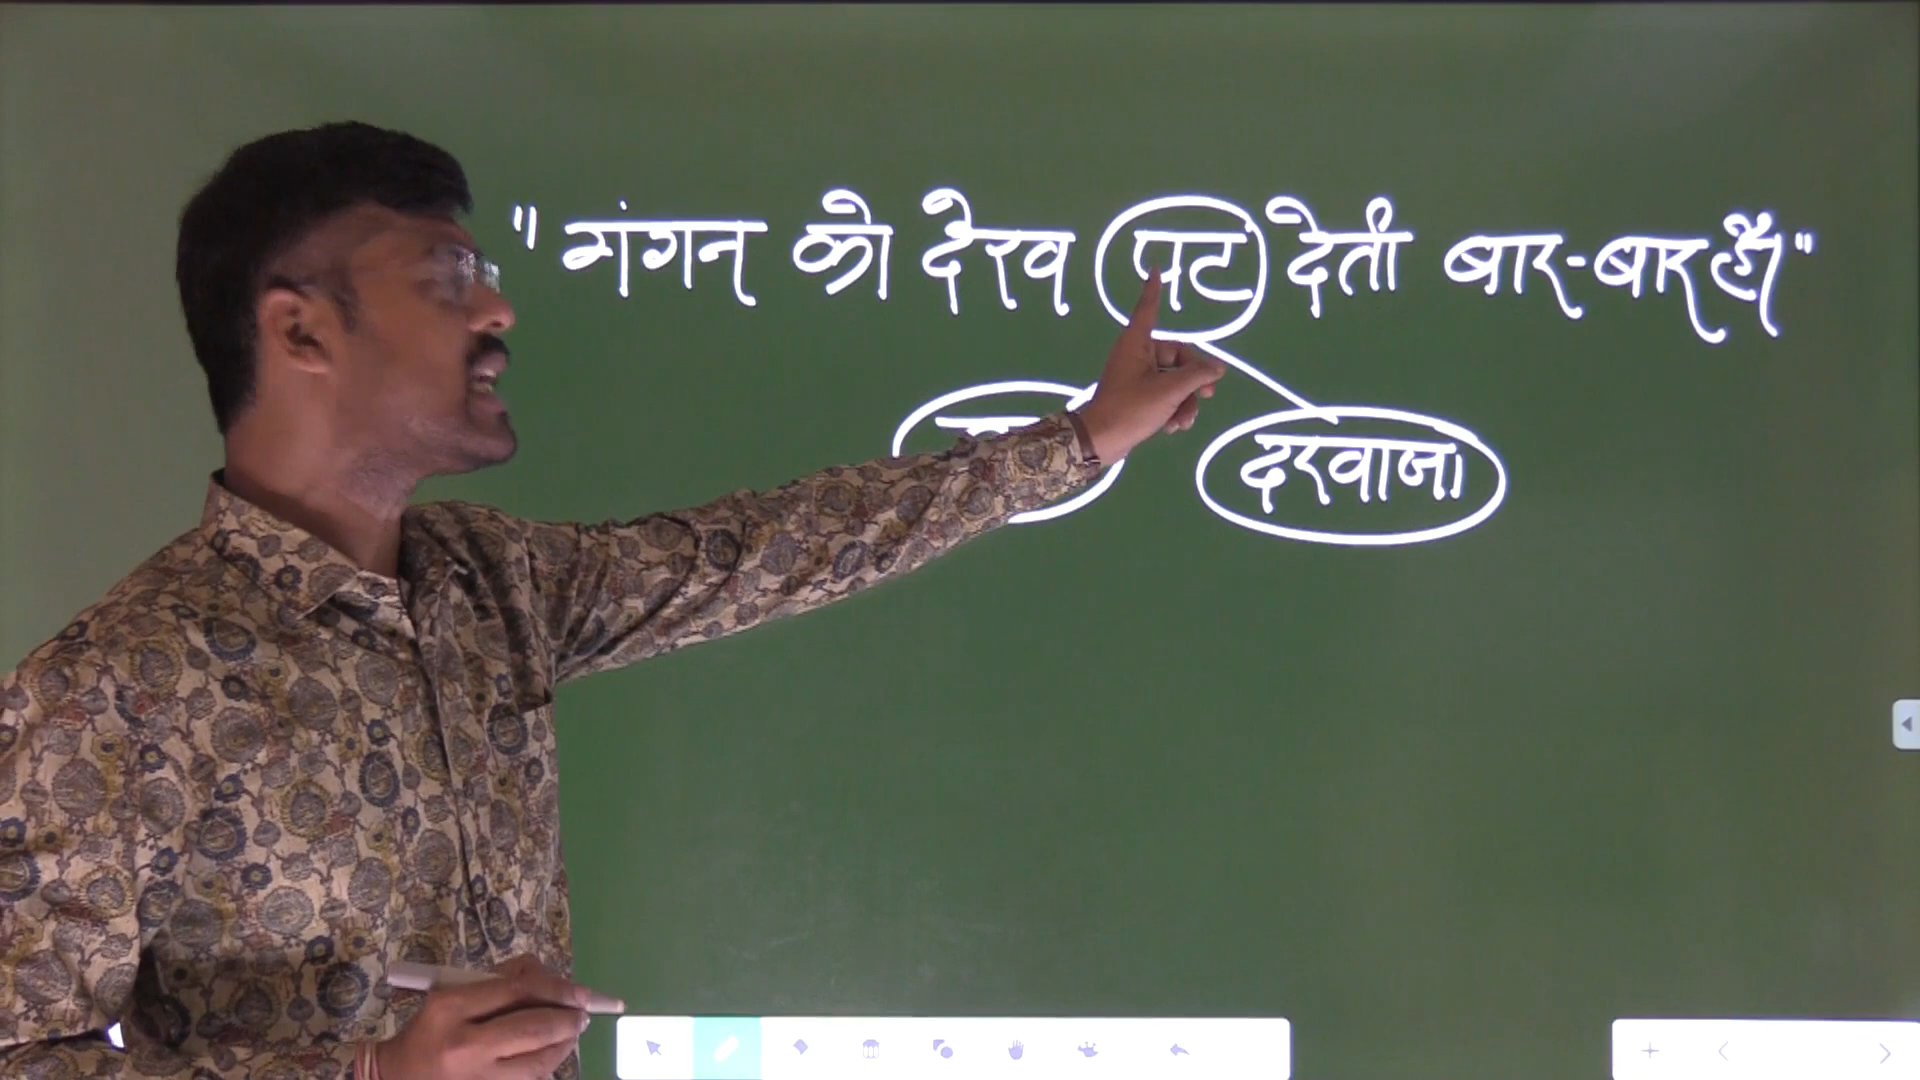 "गंगन को देख पट देतीं बार-बार हैं"
दरवाजा